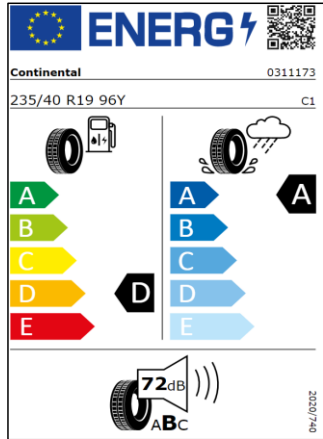 ENERG
Continental 0311173
235/40 R19 96Y C1
A A A
B B
C C
D D D
E E
72dB
ABC
2020/740